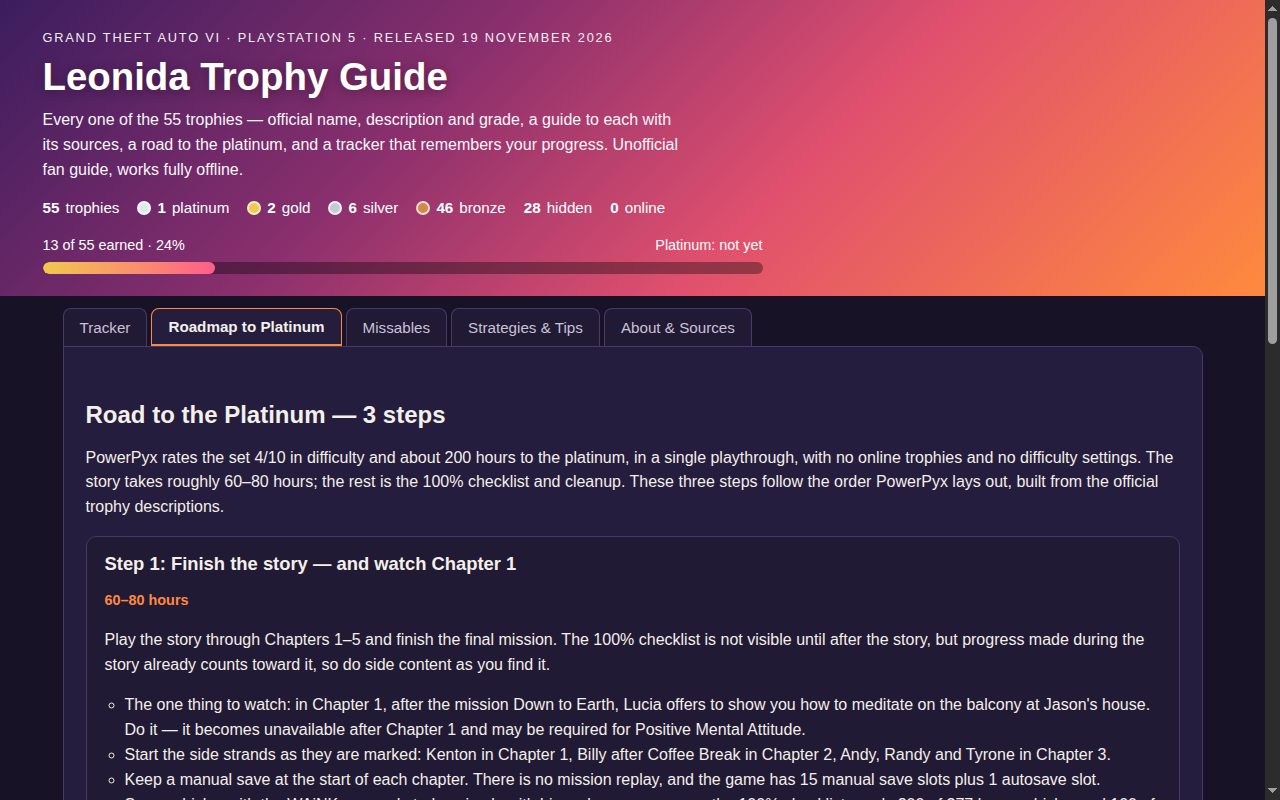 GRAND THEFT AUTO VI · PLAYSTATION 5 · RELEASED 19 NOVEMBER 2026
Leonida Trophy Guide
Every one of the 55 trophies — official name, description and grade, a guide to each with
its sources, a road to the platinum, and a tracker that remembers your progress. Unofficial
fan guide, works fully offline.
55 trophies 1 platinum 2 gold 6 silver 46 bronze 28 hidden 0 online
13 of 55 earned · 24% Platinum: not yet
Tracker Roadmap to Platinum Missables Strategies & Tips About & Sources
Road to the Platinum — 3 steps
PowerPyx rates the set 4/10 in difficulty and about 200 hours to the platinum, in a single playthrough, with no online trophies and no difficulty settings. The
story takes roughly 60–80 hours; the rest is the 100% checklist and cleanup. These three steps follow the order PowerPyx lays out, built from the official
trophy descriptions.
Step 1: Finish the story — and watch Chapter 1
60–80 hours
Play the story through Chapters 1–5 and finish the final mission. The 100% checklist is not visible until after the story, but progress made during the
story already counts toward it, so do side content as you find it.
The one thing to watch: in Chapter 1, after the mission Down to Earth, Lucia offers to show you how to meditate on the balcony at Jason's house.
Do it — it becomes unavailable after Chapter 1 and may be required for Positive Mental Attitude.
Start the side strands as they are marked: Kenton in Chapter 1, Billy after Coffee Break in Chapter 2, Andy, Randy and Tyrone in Chapter 3.
Keep a manual save at the start of each chapter. There is no mission replay, and the game has 15 manual save slots plus 1 autosave slot.